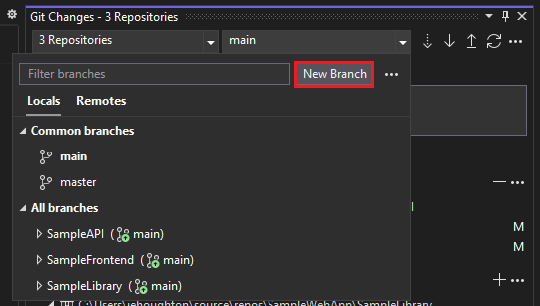 Git Changes - 3 Repositories
3 Repositories main
Filter branches New Branch
Locals Remotes
Common branches
main
master
All branches
SampleAPI ( main)
M
SampleFrontend ( main)
M
SampleLibrary ( main)
C:\Users\jehoughton\source\repos\SampleWebApp\SampleLibrary